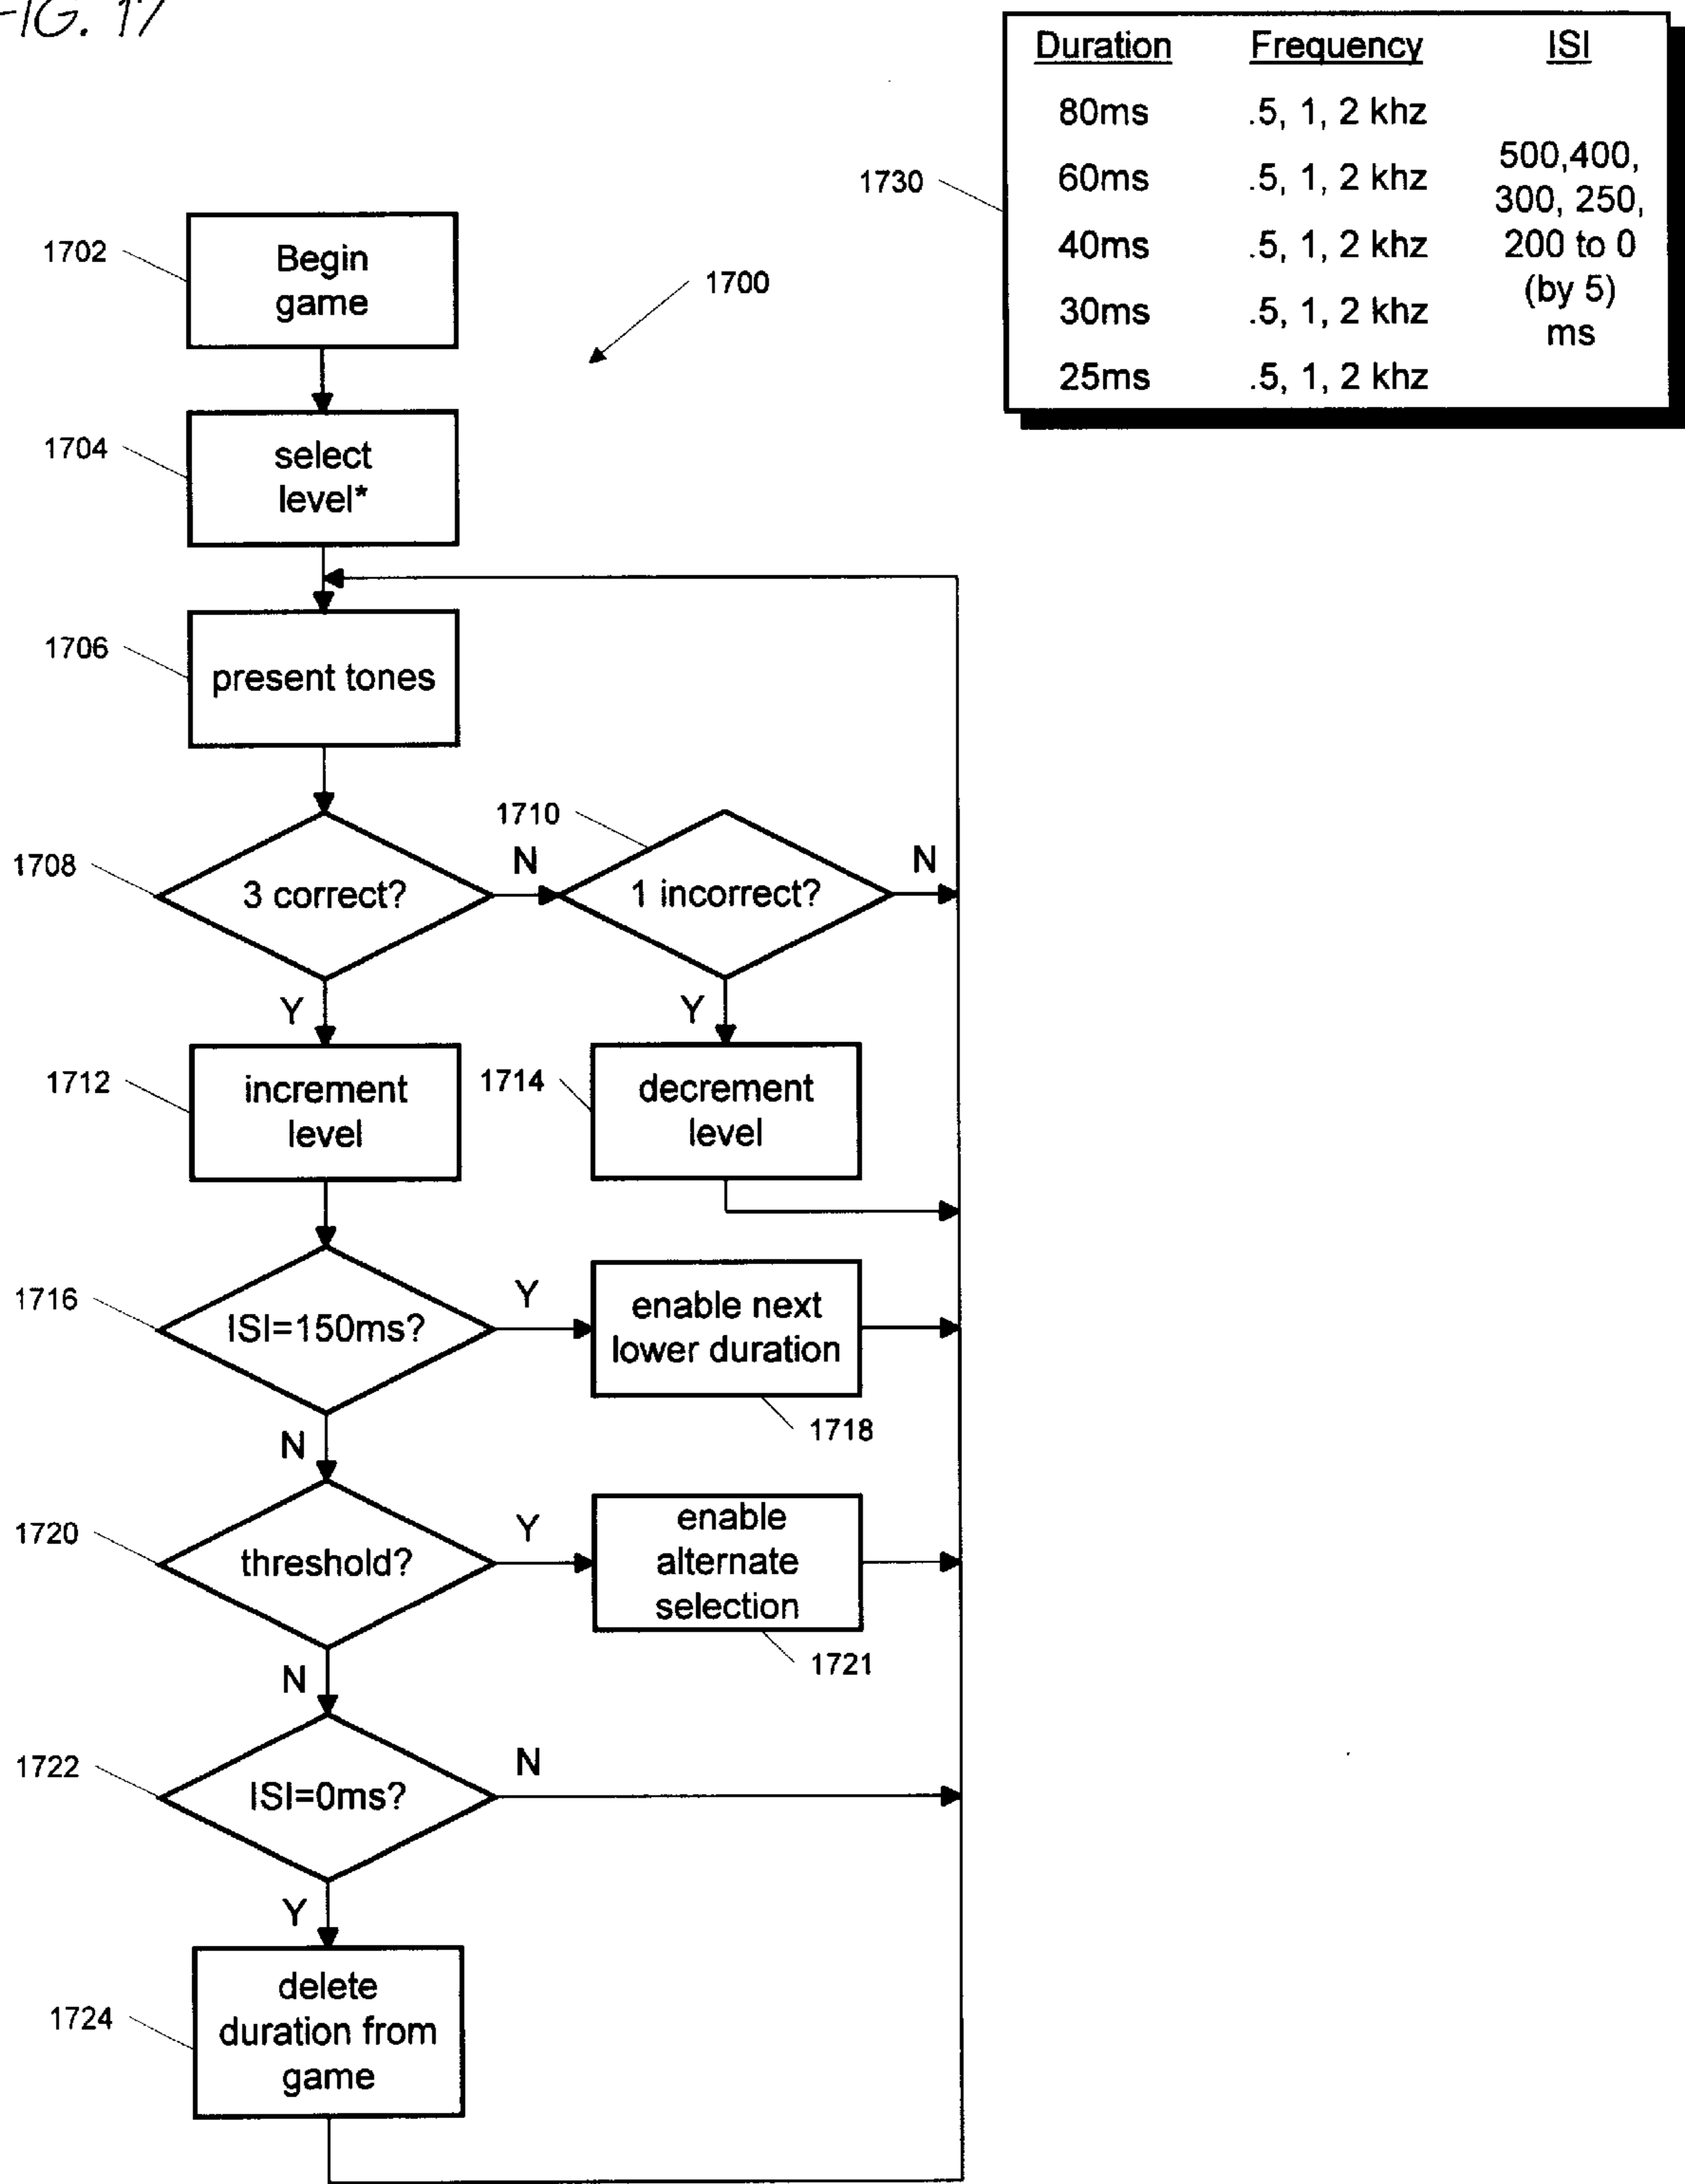 FIG. 17
Duration Frequency ISI
80ms .5, 1, 2 khz
60ms .5, 1, 2 khz
40ms .5, 1, 2 khz
30ms .5, 1, 2 khz
25ms .5, 1, 2 khz
500,400,
300, 250,
200 to 0
(by 5)
ms
1730
1700
1702
Begin
game
1704
select
level*
1706
present tones
1708
3 correct?
N
1710
1 incorrect?
N
Y
Y
1712
increment
level
1714
decrement
level
1716
ISI=150ms?
Y
enable next
lower duration
1718
N
1720
threshold?
Y
enable
alternate
selection
1721
N
1722
ISI=0ms?
N
Y
1724
delete
duration from
game